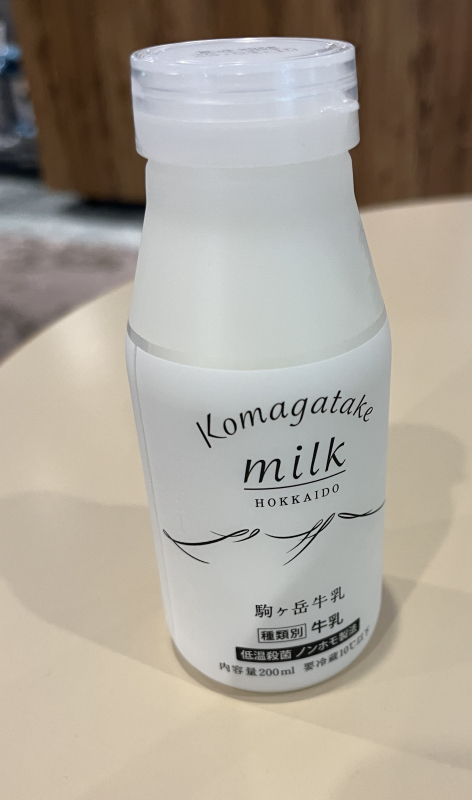 Komagatake
milk
HOKKAIDO
駒ヶ岳牛乳
種類別 牛乳
低温殺菌 ノンホモ製法
内容量200ml 要冷蔵10℃以下